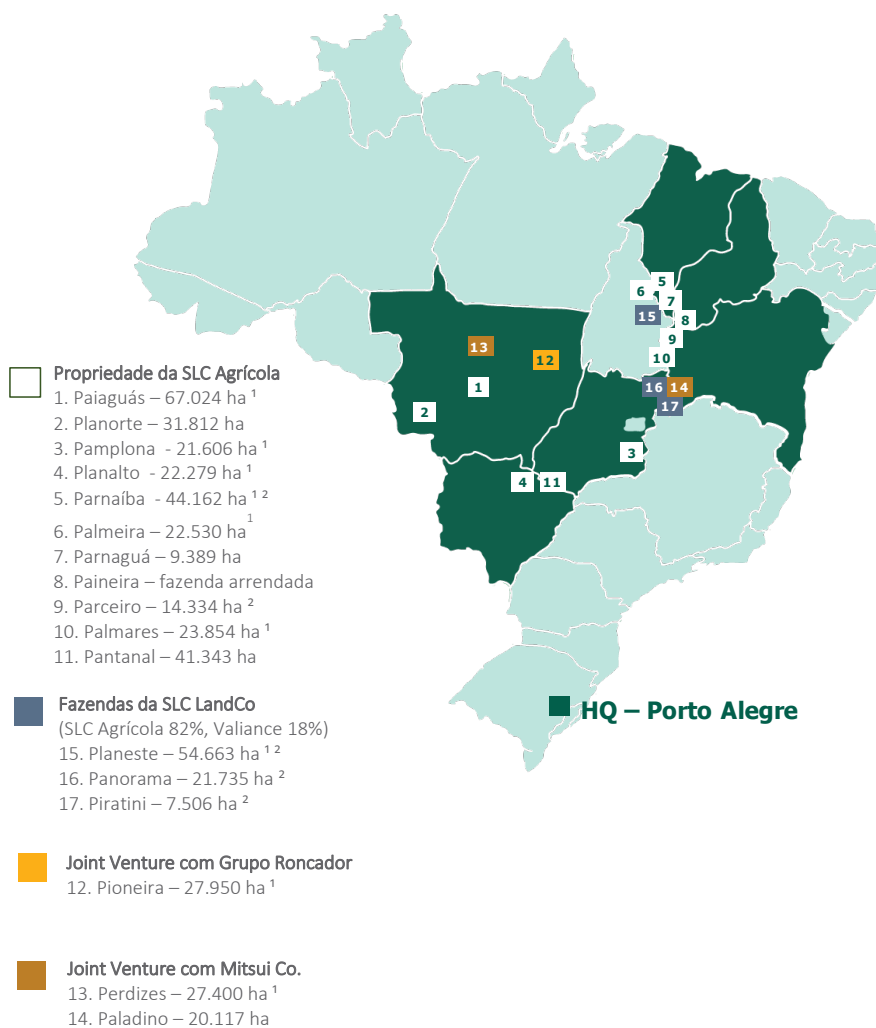 5
6
7
15
8
9
13
12
10
1
16
14
2
17
3
4
11
Propriedade da SLC Agrícola
1. Paiaguás – 67.024 ha ¹
2. Planorte – 31.812 ha
3. Pamplona - 21.606 ha ¹
4. Planalto - 22.279 ha ¹
5. Parnaíba - 44.162 ha ¹ ²
6. Palmeira – 22.530 ha ¹
7. Parnaguá – 9.389 ha
8. Paineira – fazenda arrendada
9. Parceiro – 14.334 ha ²
10. Palmares – 23.854 ha ¹
11. Pantanal – 41.343 ha
HQ – Porto Alegre
Fazendas da SLC LandCo
(SLC Agrícola 82%, Valiance 18%)
15. Planeste – 54.663 ha ¹ ²
16. Panorama – 21.735 ha ²
17. Piratini – 7.506 ha ²
Joint Venture com Grupo Roncador
12. Pioneira – 27.950 ha ¹
Joint Venture com Mitsui Co.
13. Perdizes – 27.400 ha ¹
14. Paladino – 20.117 ha